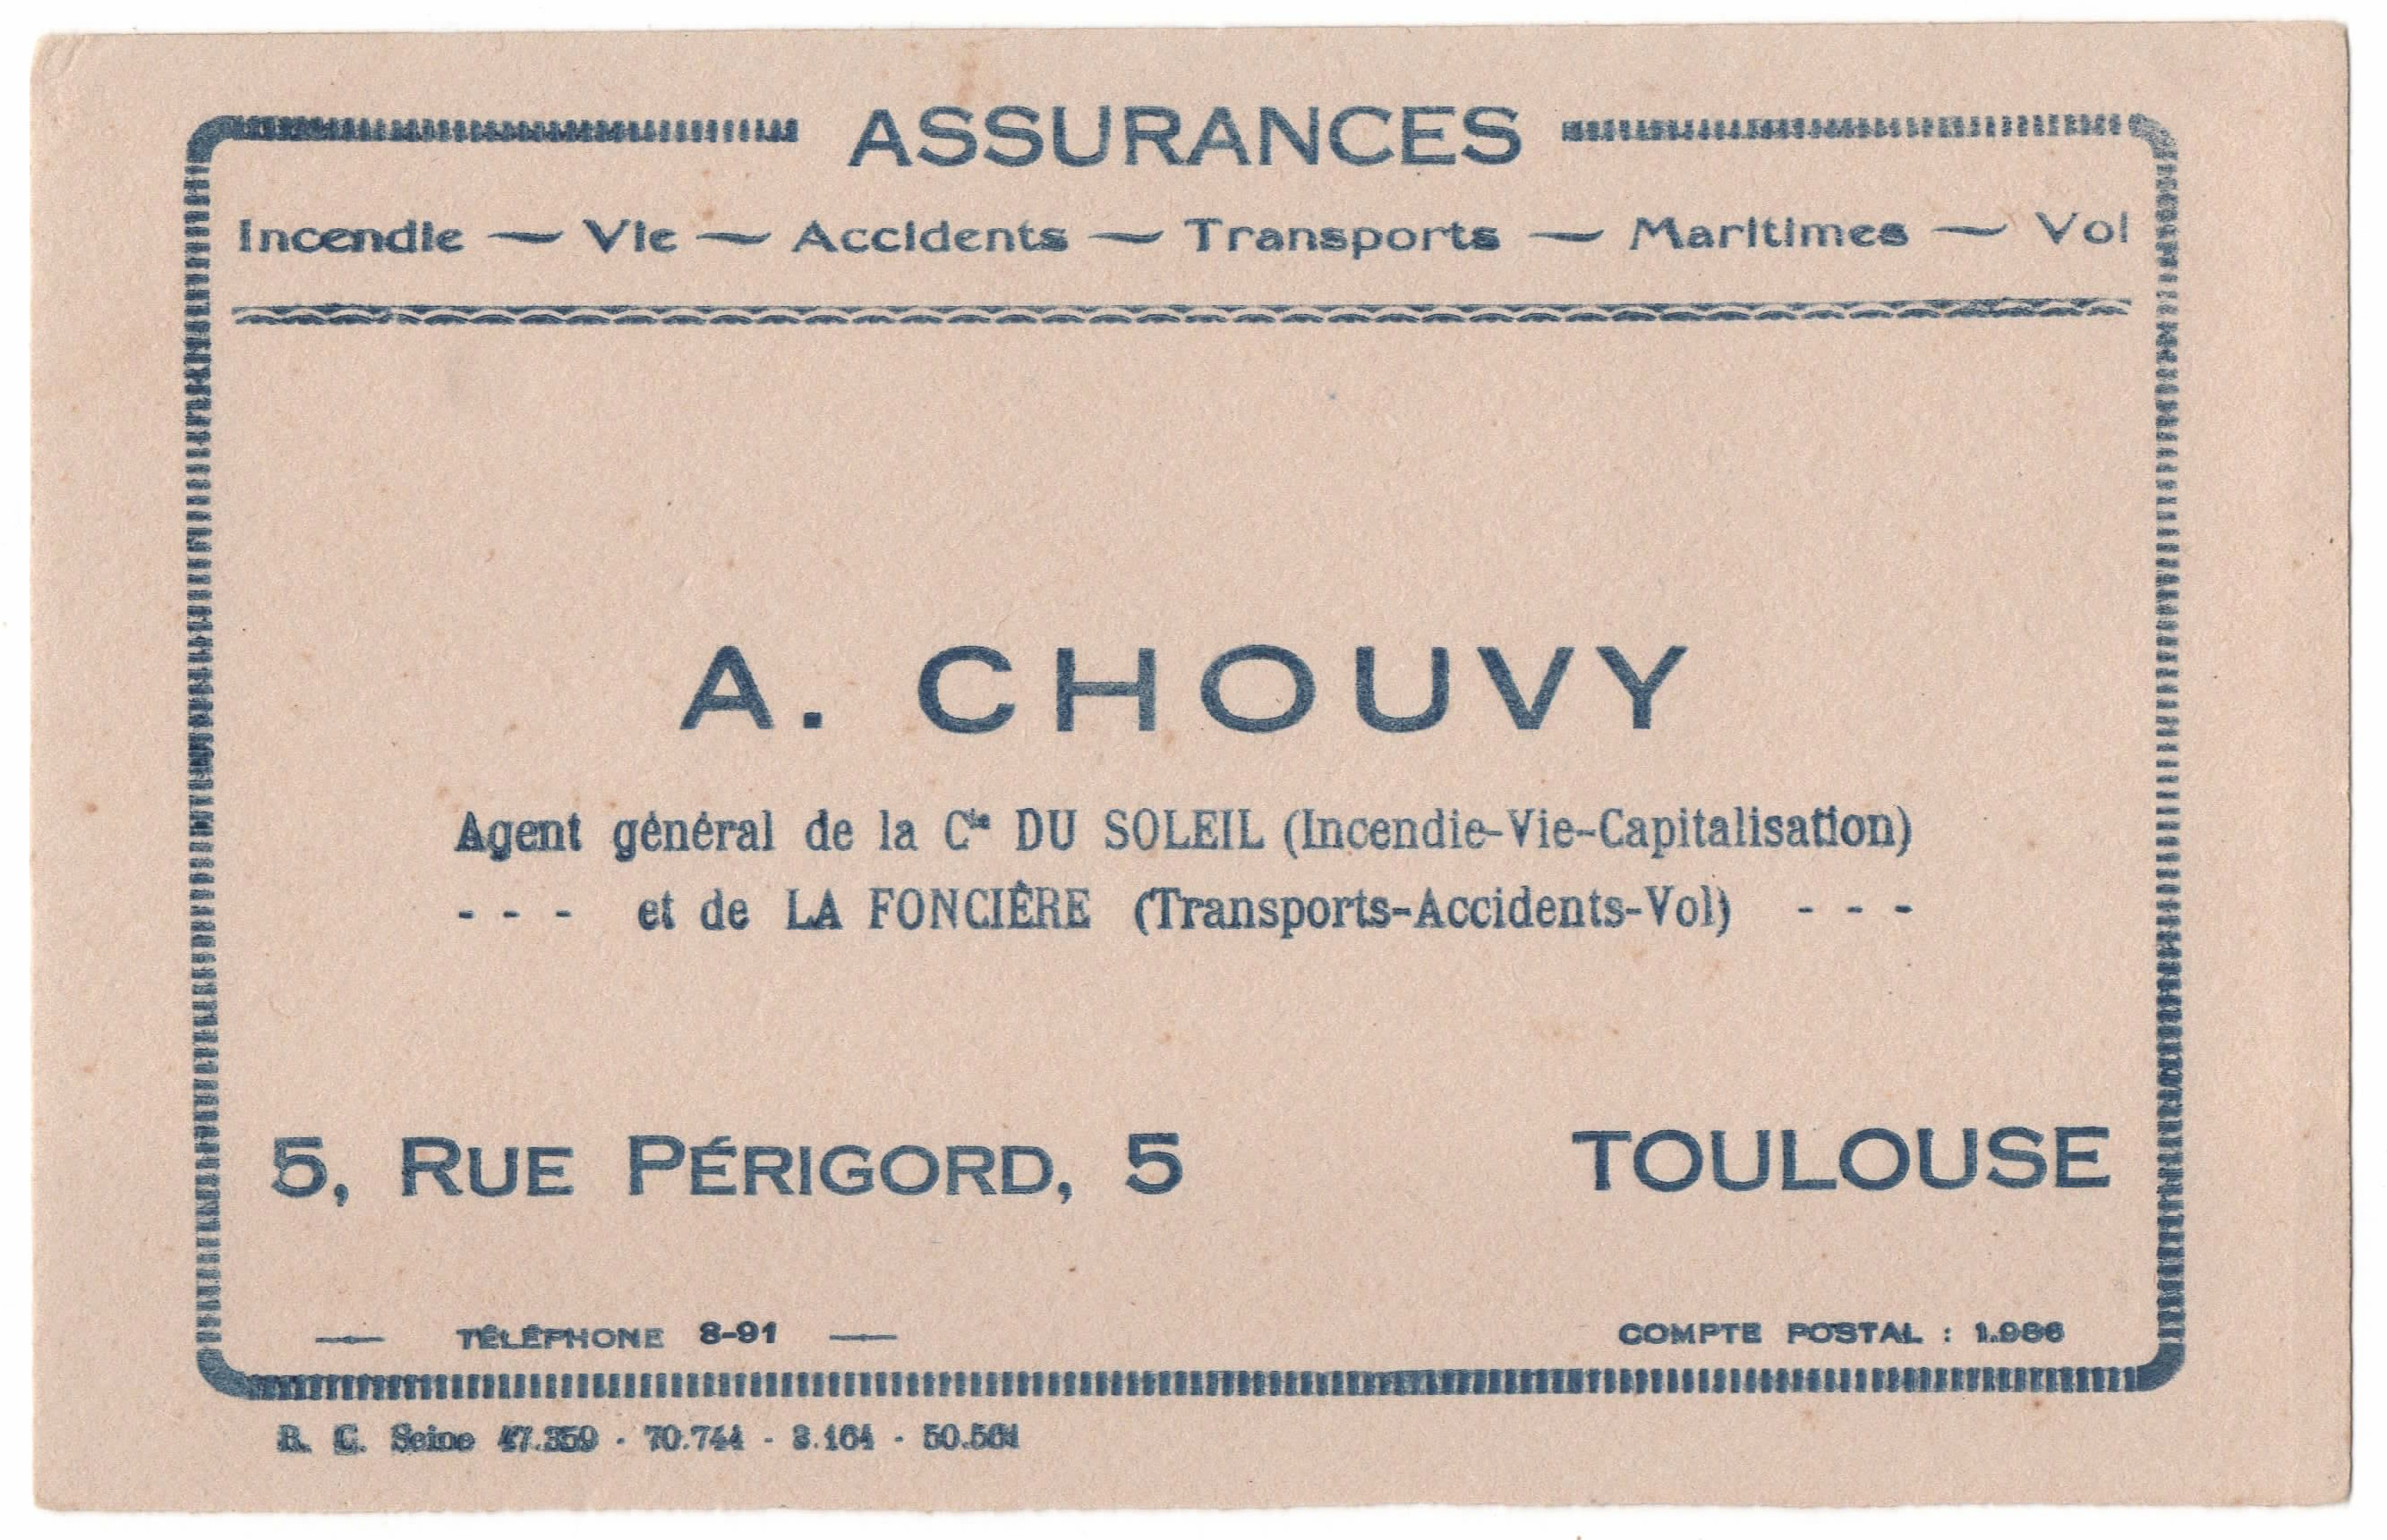 ASSURANCES
Incendie — Vie — Accidents — Transports — Maritimes — Vol
A. CHOUVY
Agent général de la Cie DU SOLEIL (Incendie-Vie-Capitalisation)
- - - et de LA FONCIÈRE (Transports-Accidents-Vol) - - -
5, RUE PÉRIGORD, 5 TOULOUSE
— TÉLÉPHONE 8-91 — COMPTE POSTAL : 1.986
R. C. Seine 47.359 - 70.744 - 3.164 - 50.561